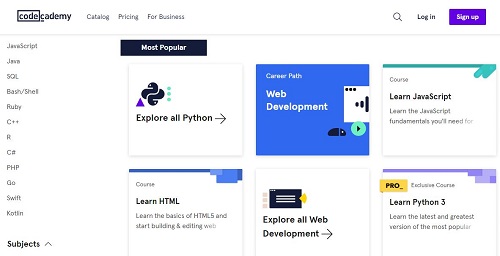 codecademy
Catalog Pricing For Business
Log in
Sign up
JavaScript
Java
SQL
Bash/Shell
Ruby
C++
R
C#
PHP
Go
Swift
Kotlin
Subjects
Most Popular
Explore all Python
Career Path
Web
Development
Course
Learn JavaScript
Learn the JavaScript
fundamentals you'll need for
Course
Learn HTML
Learn the basics of HTML5 and
start building & editing web
Explore all Web
Development
PRO_ Exclusive Course
Learn Python 3
Learn the latest and greatest
version of the most popular